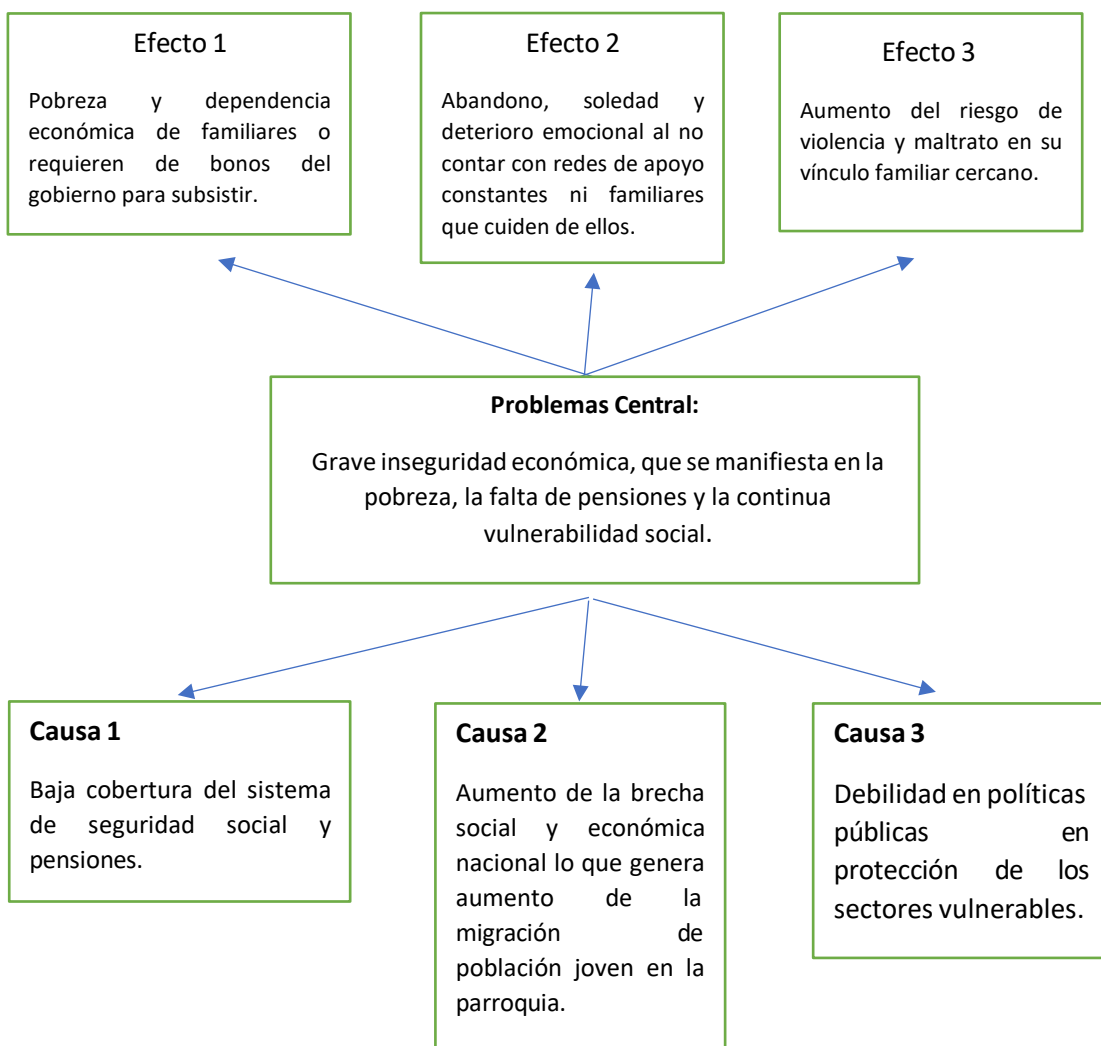 Efecto 1
Pobreza y dependencia
económica de familiares o
requieren de bonos del
gobierno para subsistir.
Efecto 2
Abandono, soledad y
deterioro emocional al no
contar con redes de apoyo
constantes ni familiares
que cuiden de ellos.
Efecto 3
Aumento del riesgo de
violencia y maltrato en su
vínculo familiar cercano.
Problemas Central:
Grave inseguridad económica, que se manifiesta en la
pobreza, la falta de pensiones y la continua
vulnerabilidad social.
Causa 1
Baja cobertura del sistema
de seguridad social y
pensiones.
Causa 2
Aumento de la brecha
social y económica
nacional lo que genera
aumento de la
migración de
población joven en la
parroquia.
Causa 3
Debilidad en políticas
públicas en
protección de los
sectores vulnerables.